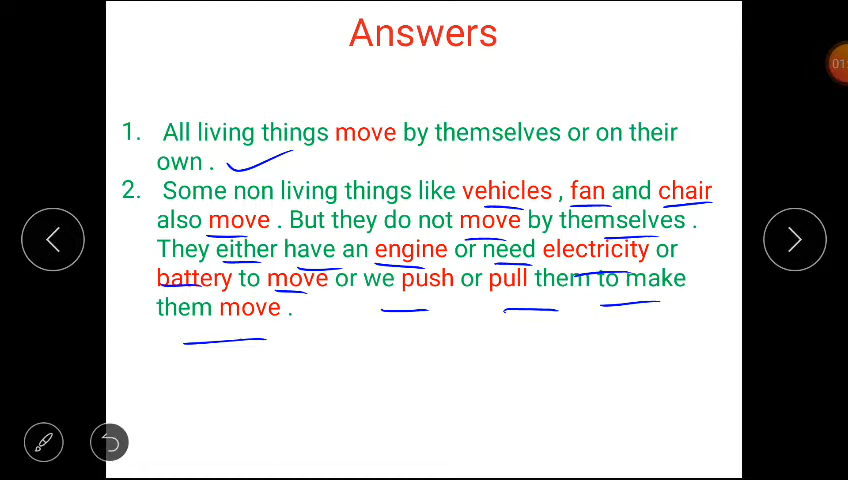 Answers
1. All living things move by themselves or on their
own .
2. Some non living things like vehicles , fan and chair
also move . But they do not move by themselves .
They either have an engine or need electricity or
battery to move or we push or pull them to make
them move .